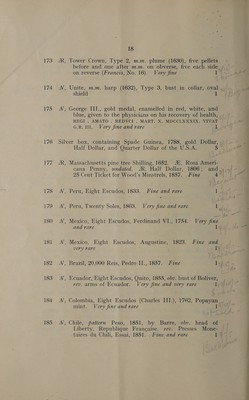 18
173 Æ, Tower Crown, Type 2, m.m. plume (1630), five pellets
before and one after m.m. on obverse, five each side
on reverse (Francis, No. 16). Very fine 1
174 N, Unite, m.m. harp (1632), Type 3, bust in collar, oval
shield 1
175 N, George III., gold medal, enamelled in red, white, and
blue, given to the physicians on his recovery of health,
REGI . AMATO . REDUCI . MART. X. MDCCLXXXIX. VIVAT
G.R. III. Very fine and rare 1
176 Silver box, containing Spade Guinea, 1788, gold Dollar,
Half Dollar, and Quarter Dollar of the U.S.A. 4
177 Æ, Massachusetts pine tree Shilling, 1652. Æ, Rosa Ameri-
cana Penny, undated. Æ, Half Dollar, 1808; and
25 Cent Ticket for Wood's Minstrels, 1857. Fine 4
178 N, Peru, Eight Escudos, 1839. Fine and rare 1
179 N, Peru, Twenty Soles, 1863. Very fine and rare 1
180 N, Mexico, Eight Escudos, Ferdinand VI., 1754. Very fine
and rare 1
181 N, Mexico, Eight Escudos, Augustine, 1823. Fine and
very rare 1
182 N, Brazil, 20,000 Reis, Pedro II., 1857. Fine 1
183 N, Ecuador, Eight Escudos, Quito, 1855, obv. bust of Bolivar,
rev. arms of Ecuador. Very fine and very rare 1
184 N, Colombia, Eight Escudos (Charles III.), 1762, Popayan
mint. Very fine and rare 1
185 N, Chile, pattern Peso, 1851, by Barre, obv. head of
Liberty, Republique Française, rev. Presses Mone-
taires du Chili, Essai, 1851. Fine and rare 1